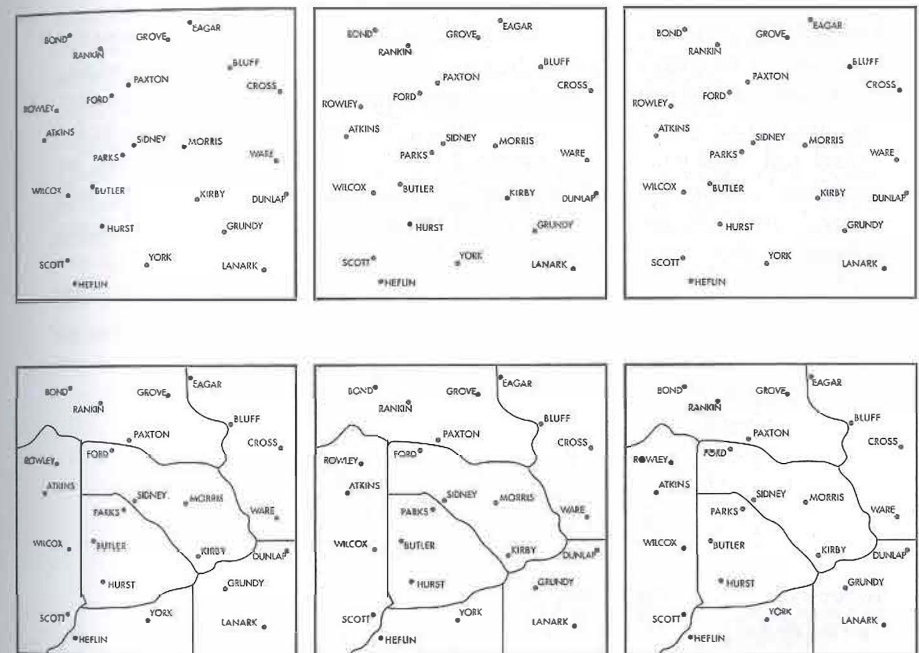 EAGAR
BOND
GROVE
RANKIN
BLUFF
PAXTON
CROSS
FORD
ROWLEY
ATKINS
SIDNEY
MORRIS
PARKS
WARE
WILCOX
BUTLER
KIRBY
DUNLAP
HURST
GRUNDY
SCOTT
YORK
LANARK
HEFLIN
EAGAR
BOND
GROVE
RANKIN
BLUFF
PAXTON
CROSS
FORD
ROWLEY
ATKINS
SIDNEY
MORRIS
PARKS
WARE
WILCOX
BUTLER
KIRBY
DUNLAP
HURST
GRUNDY
SCOTT
YORK
LANARK
HEFLIN
EAGAR
BOND
GROVE
RANKIN
BLUFF
PAXTON
CROSS
FORD
ROWLEY
ATKINS
SIDNEY
MORRIS
PARKS
WARE
WILCOX
BUTLER
KIRBY
DUNLAP
HURST
GRUNDY
SCOTT
YORK
LANARK
HEFLIN
EAGAR
BOND
GROVE
RANKIN
BLUFF
PAXTON
CROSS
FORD
ROWLEY
ATKINS
SIDNEY
MORRIS
PARKS
WARE
WILCOX
BUTLER
KIRBY
DUNLAP
HURST
GRUNDY
SCOTT
YORK
LANARK
HEFLIN
EAGAR
BOND
GROVE
RANKIN
BLUFF
PAXTON
CROSS
FORD
ROWLEY
ATKINS
SIDNEY
MORRIS
PARKS
WARE
WILCOX
BUTLER
KIRBY
DUNLAP
HURST
GRUNDY
SCOTT
YORK
LANARK
HEFLIN
EAGAR
BOND
GROVE
RANKIN
BLUFF
PAXTON
CROSS
FORD
ROWLEY
ATKINS
SIDNEY
MORRIS
PARKS
WARE
WILCOX
BUTLER
KIRBY
DUNLAP
HURST
GRUNDY
SCOTT
YORK
LANARK
HEFLIN